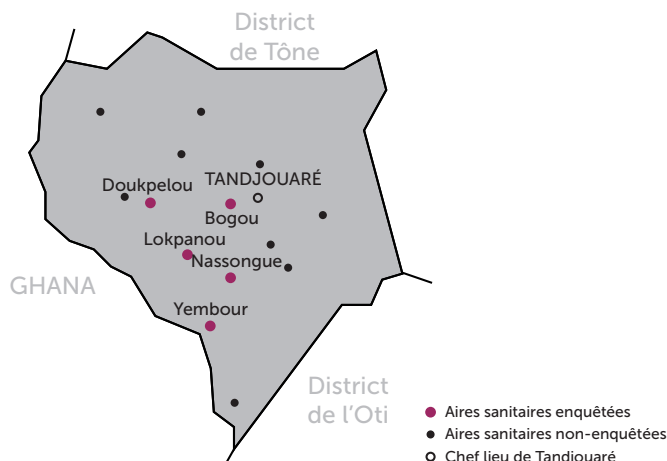 District
de Tône
Doukpelou
TANDJOUARÉ
Bogou
Lokpanou
Nassongue
GHANA
Yembour
District
de l'Oti
Aires sanitaires enquêtées
Aires sanitaires non-enquêtées
Chef lieu de Tandjouaré